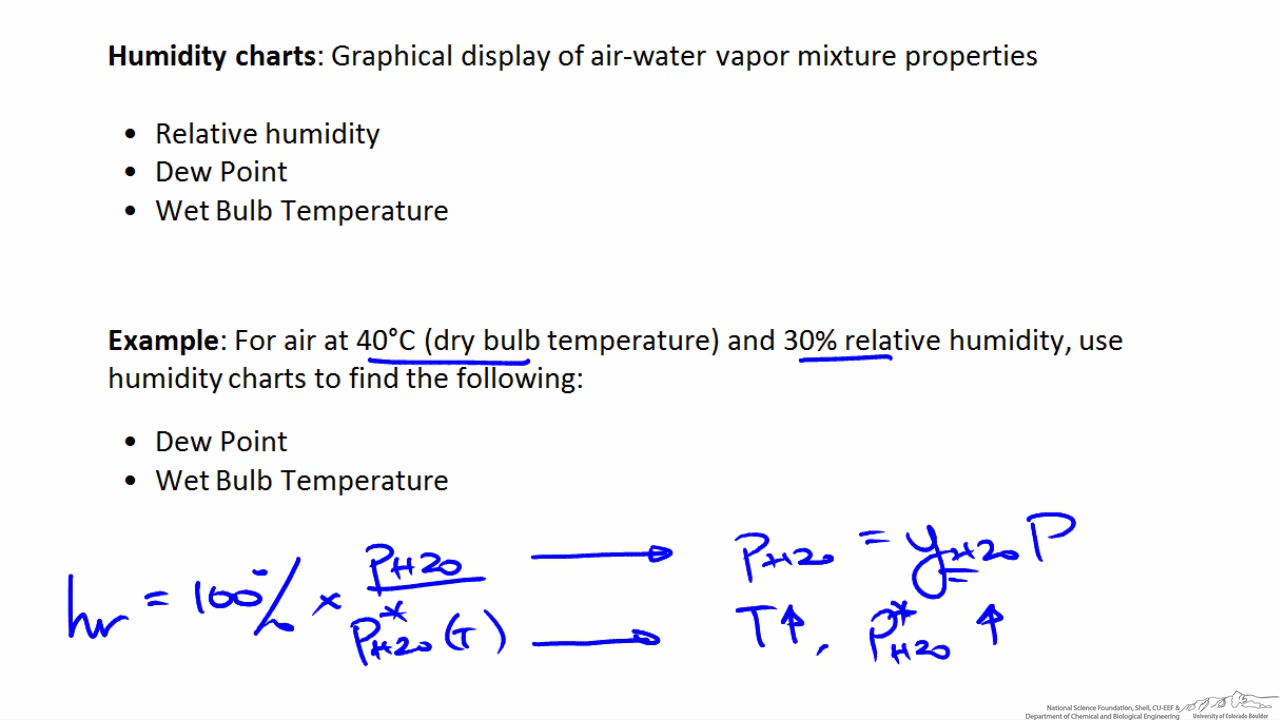 Humidity charts: Graphical display of air-water vapor mixture properties
• Relative humidity
• Dew Point
• Wet Bulb Temperature
Example: For air at 40°C (dry bulb temperature) and 30% relative humidity, use
humidity charts to find the following:
• Dew Point
• Wet Bulb Temperature
hr = 100% × PH2O / P*H2O (T)
PH2O = yH2O P
T↑, P*H2O ↑
National Science Foundation, Shell, CU-EEF &
Department of Chemical and Biological Engineering
University of Colorado Boulder